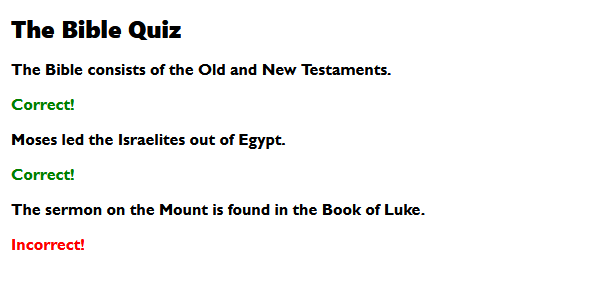 The Bible Quiz
The Bible consists of the Old and New Testaments.
Correct!
Moses led the Israelites out of Egypt.
Correct!
The sermon on the Mount is found in the Book of Luke.
Incorrect!